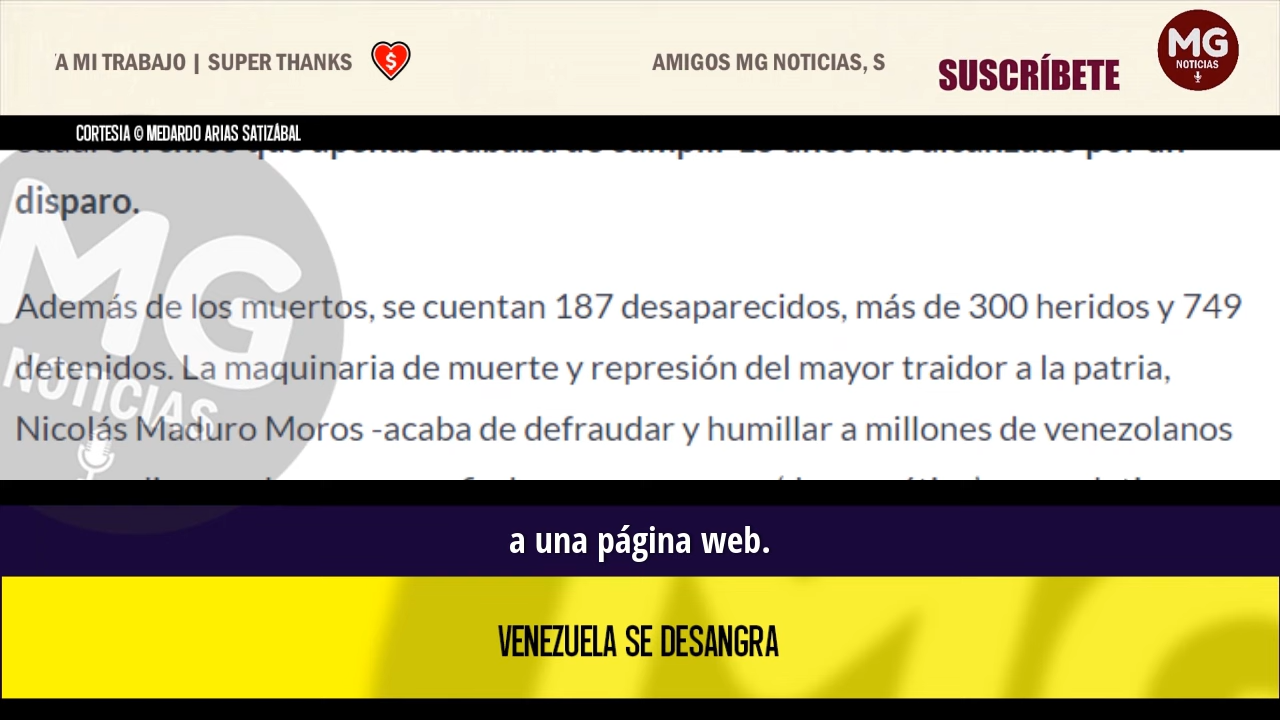 A MI TRABAJO | SUPER THANKS
$
AMIGOS MG NOTICIAS, S
SUSCRÍBETE
MG
NOTICIAS
CORTESIA © MEDARDO ARIAS SATIZÁBAL
disparo.
Además de los muertos, se cuentan 187 desaparecidos, más de 300 heridos y 749
detenidos. La maquinaria de muerte y represión del mayor traidor a la patria,
Nicolás Maduro Moros -acaba de defraudar y humillar a millones de venezolanos
MG
NOTICIAS
a una página web.
VENEZUELA SE DESANGRA